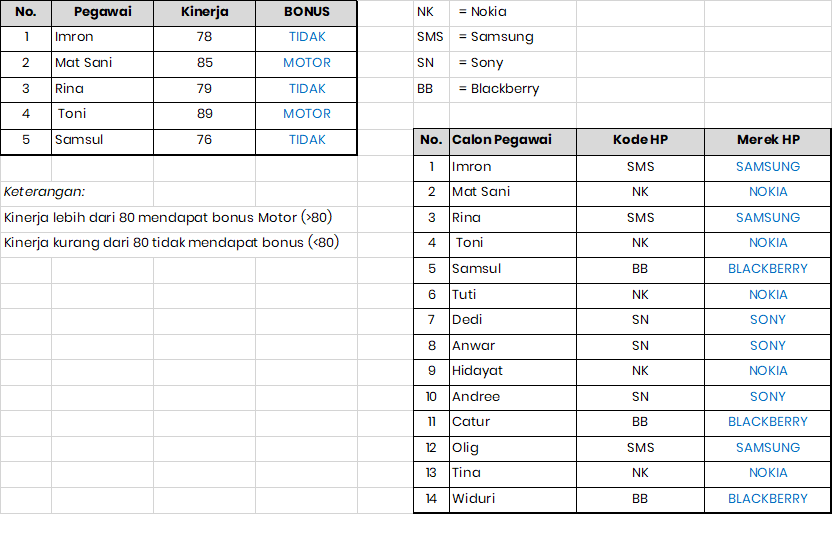 No. Pegawai Kinerja BONUS
1 Imron 78 TIDAK
2 Mat Sani 85 MOTOR
3 Rina 79 TIDAK
4 Toni 89 MOTOR
5 Samsul 76 TIDAK
Keterangan:
Kinerja lebih dari 80 mendapat bonus Motor (>80)
Kinerja kurang dari 80 tidak mendapat bonus (<80)
NK = Nokia
SMS = Samsung
SN = Sony
BB = Blackberry
No. Calon Pegawai Kode HP Merek HP
1 Imron SMS SAMSUNG
2 Mat Sani NK NOKIA
3 Rina SMS SAMSUNG
4 Toni NK NOKIA
5 Samsul BB BLACKBERRY
6 Tuti NK NOKIA
7 Dedi SN SONY
8 Anwar SN SONY
9 Hidayat NK NOKIA
10 Andree SN SONY
11 Catur BB BLACKBERRY
12 Olig SMS SAMSUNG
13 Tina NK NOKIA
14 Widuri BB BLACKBERRY